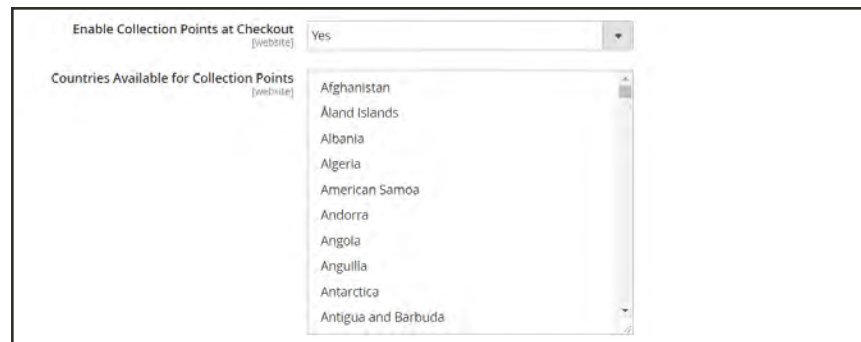 Enable Collection Points at Checkout
[website]
Yes
Countries Available for Collection Points
[website]
Afghanistan
Åland Islands
Albania
Algeria
American Samoa
Andorra
Angola
Anguilla
Antarctica
Antigua and Barbuda